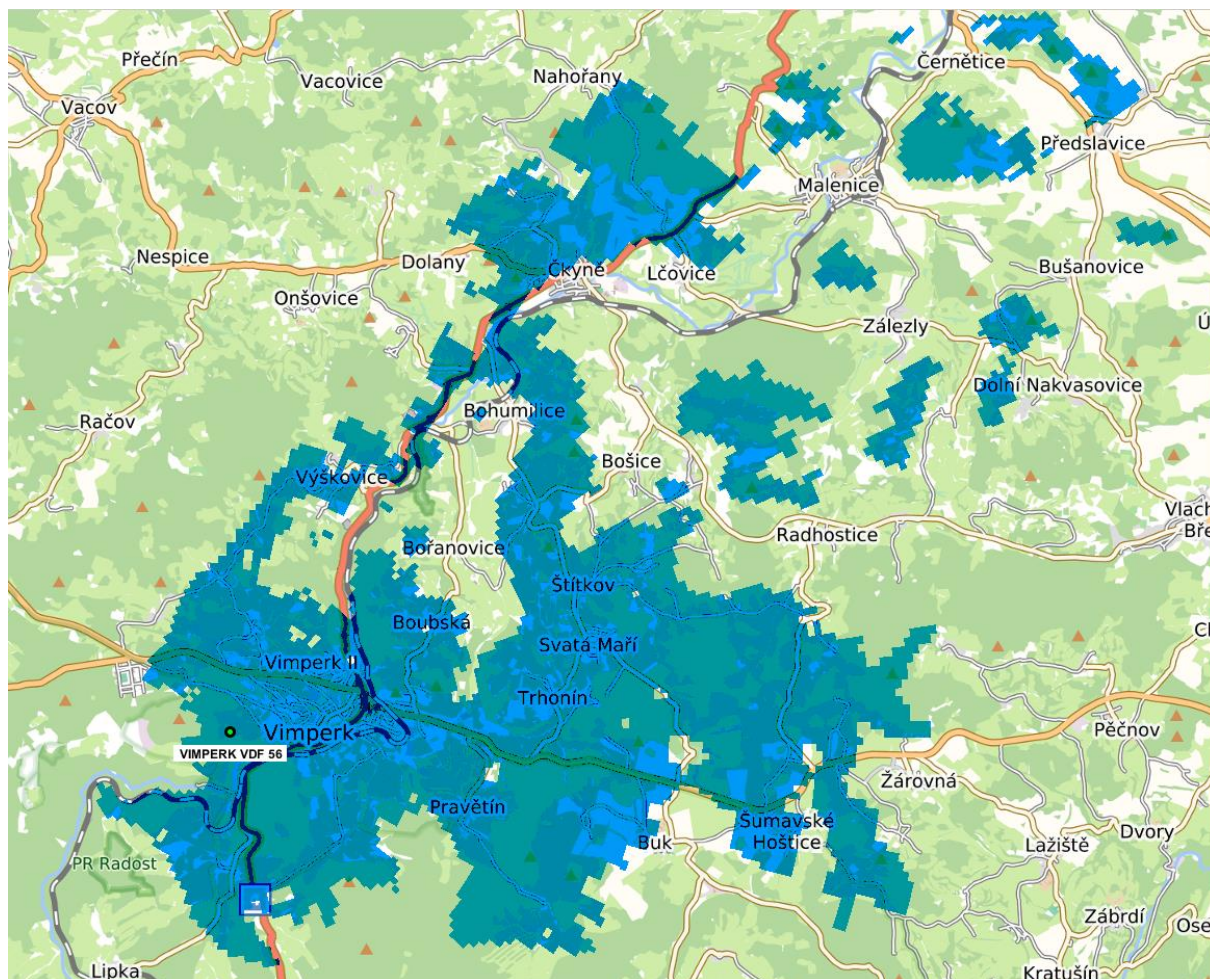 Přečín
Vacovice
Nahořany
Černětice
Vacov
Předslavice
Malenice
Nespice
Dolany
Čkyně
Lčovice
Bušanovice
Onšovice
Zálezly
Dolní Nakvasovice
Račov
Bohumilice
Výškovice
Bošice
Vlach
Bře
Radhostice
Bořanovice
Štítkov
Boubská
Svatá Maří
Vimperk II
Trhonín
Vimperk
VIMPERK VDF 56
Pěčnov
Žárovná
Pravětín
Šumavské
Hoštice
Buk
Dvory
Lažiště
PR Radost
Zábrdí
Ose
Lipka
Kratušín